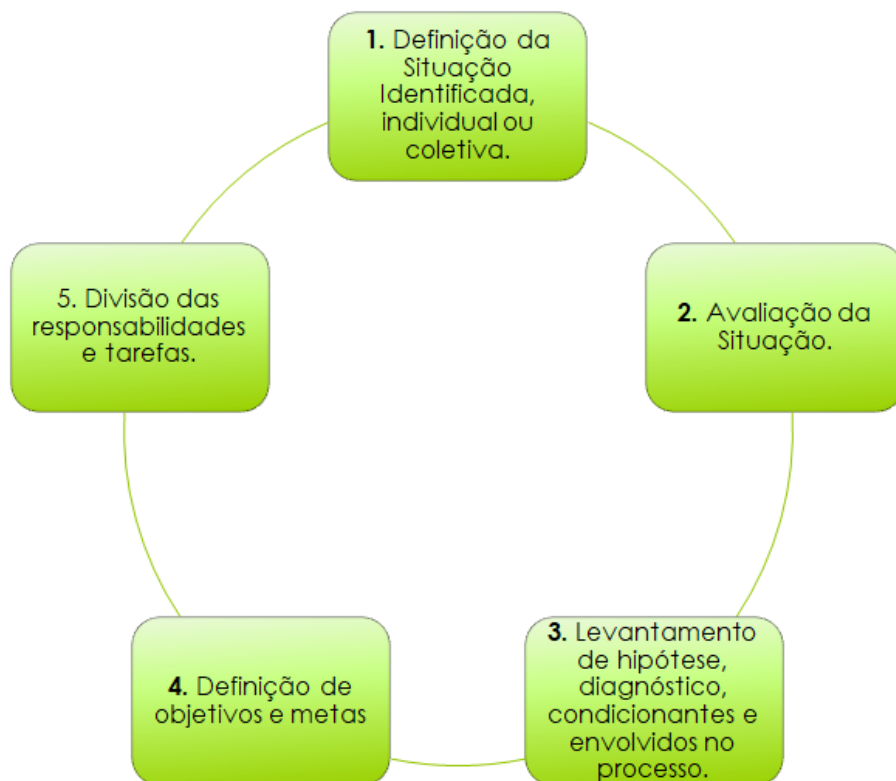 1. Definição da
Situação
Identificada,
individual ou
coletiva.
2. Avaliação da
Situação.
3. Levantamento
de hipótese,
diagnóstico,
condicionantes e
envolvidos no
processo.
4. Definição de
objetivos e metas
5. Divisão das
responsabilidades
e tarefas.